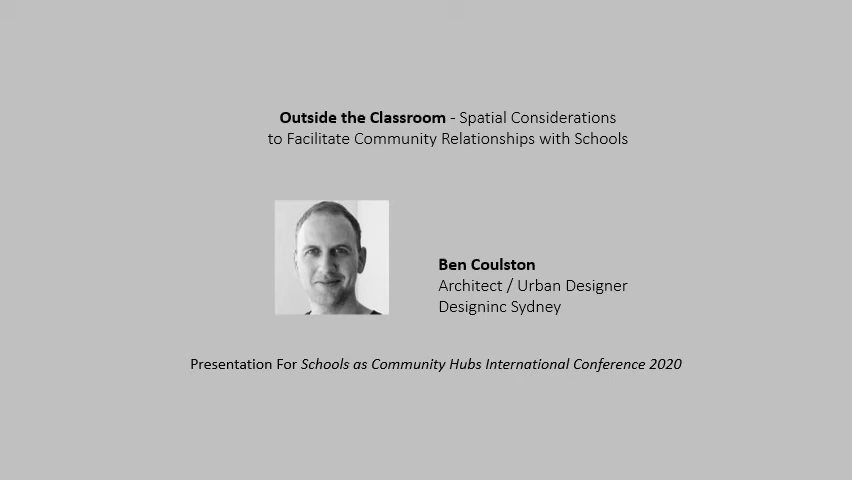 Outside the Classroom - Spatial Considerations
to Facilitate Community Relationships with Schools
Ben Coulston
Architect / Urban Designer
Designinc Sydney
Presentation For Schools as Community Hubs International Conference 2020